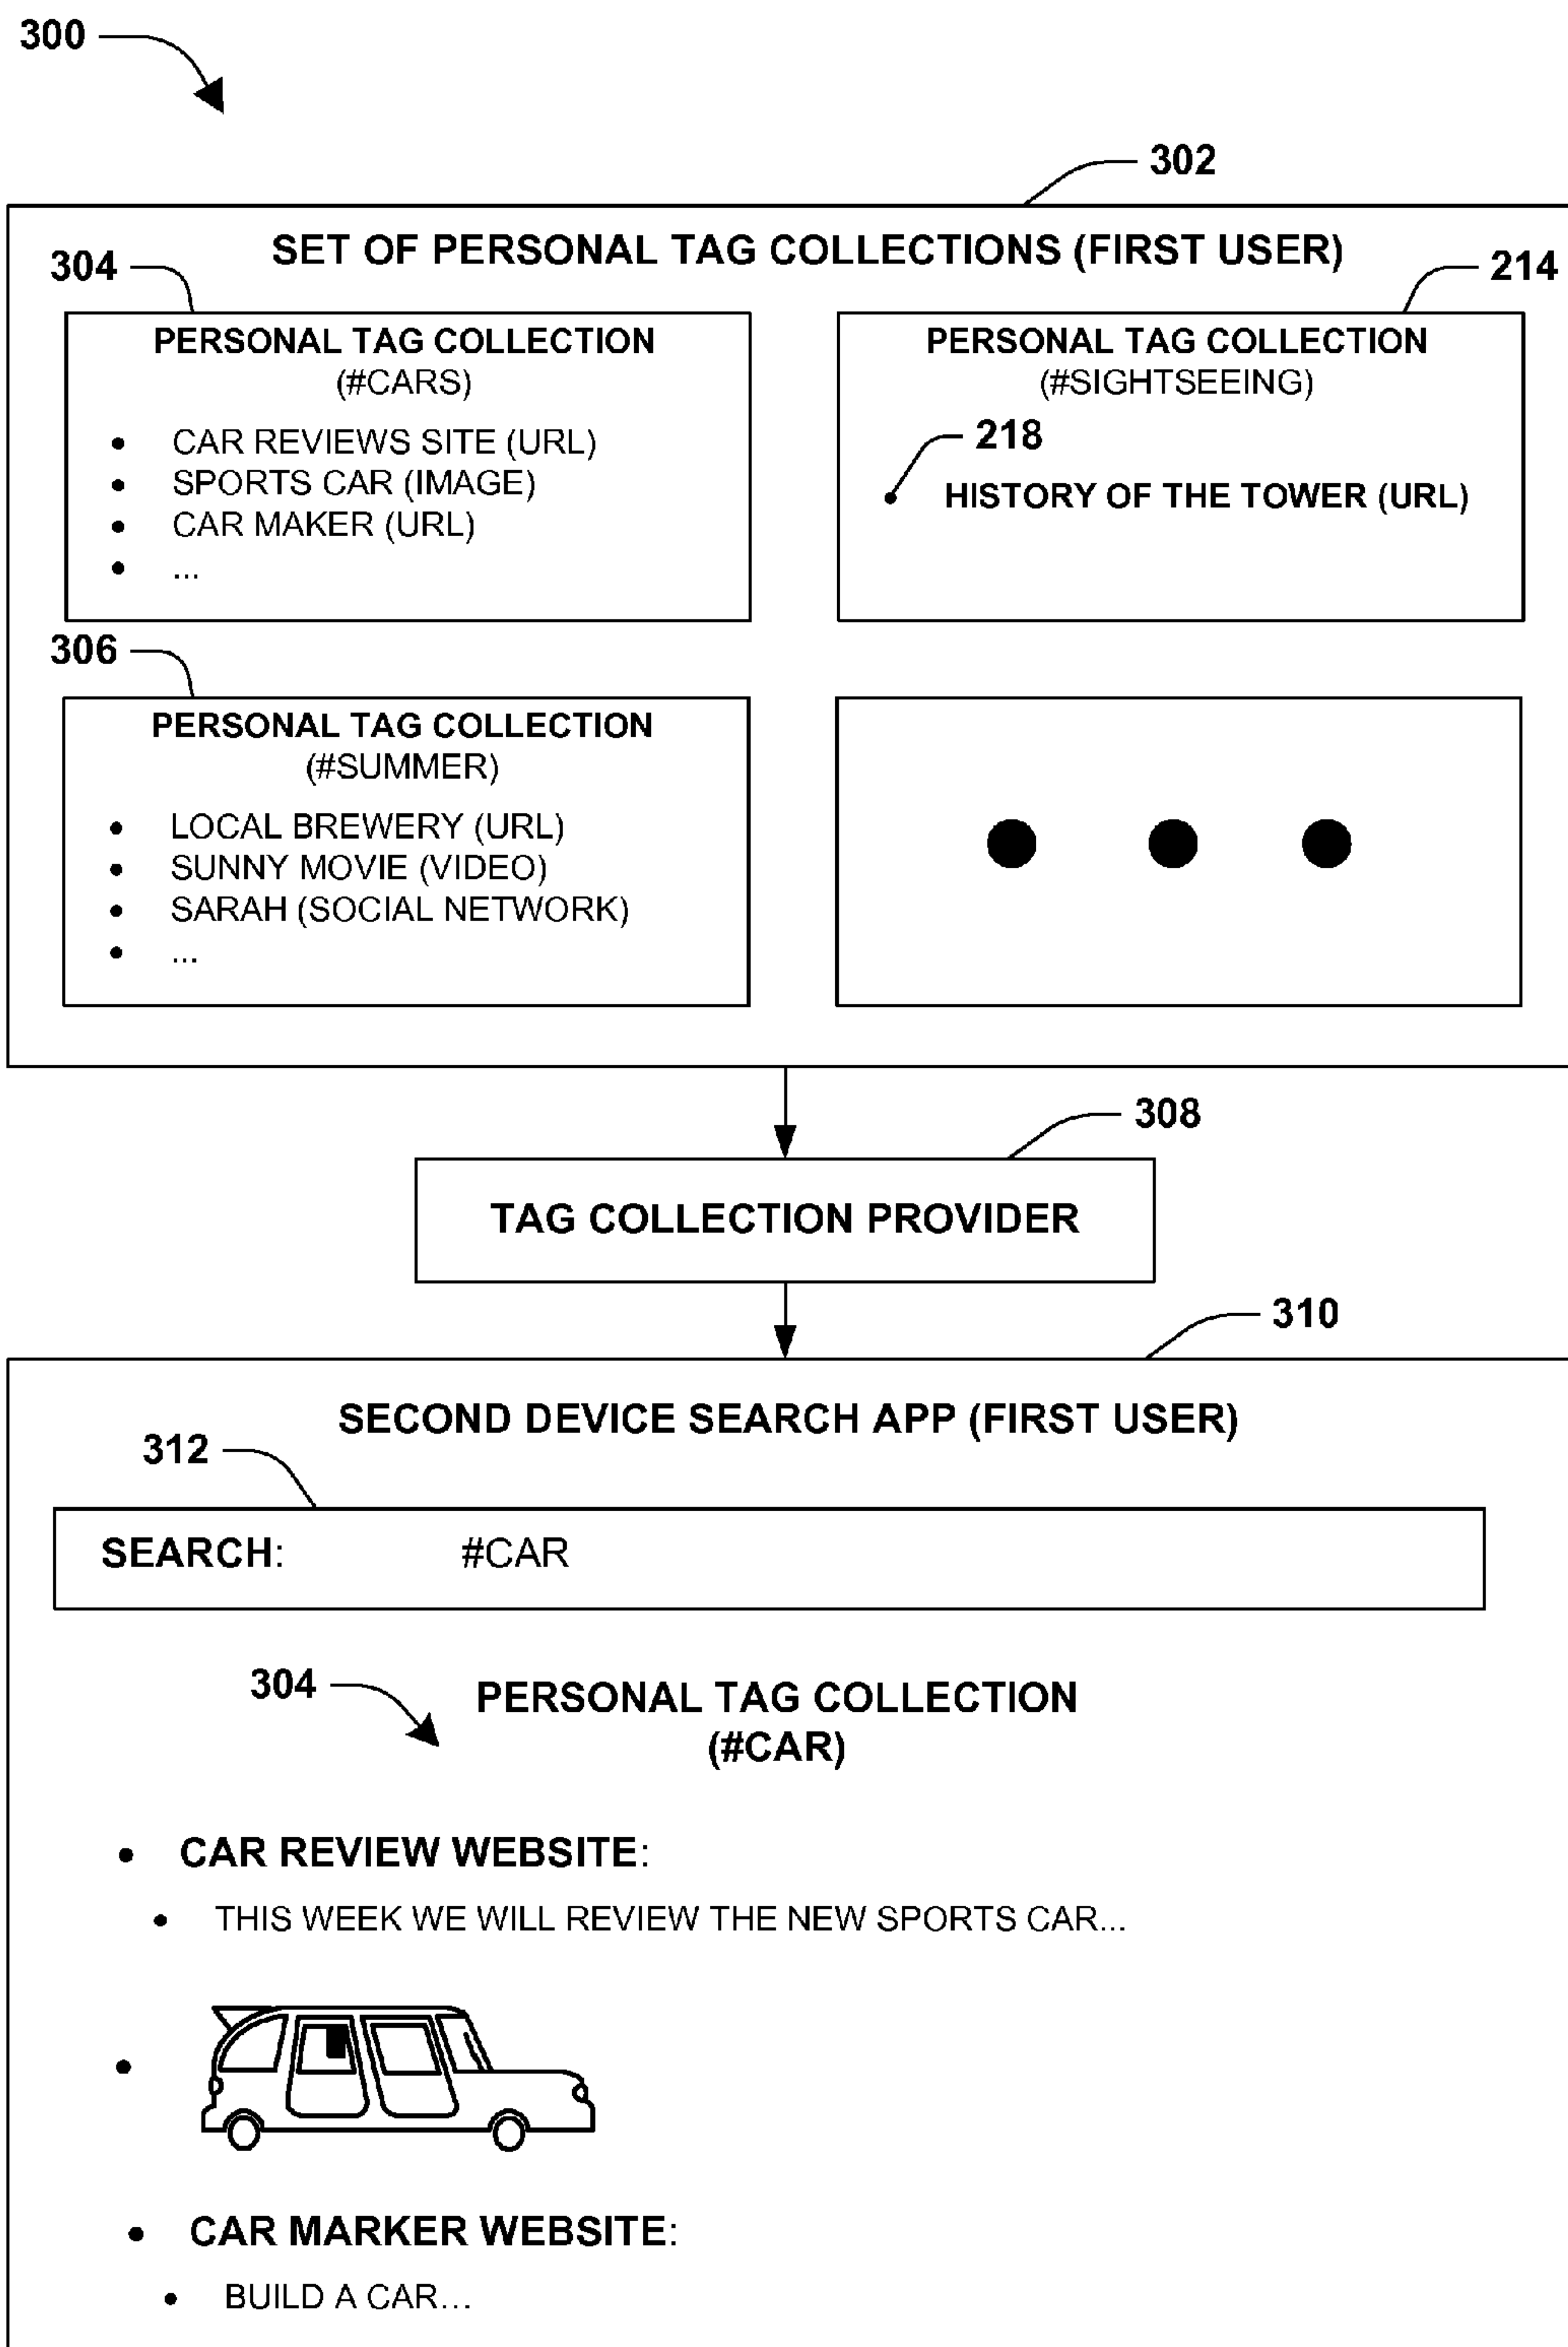 300
302
SET OF PERSONAL TAG COLLECTIONS (FIRST USER)
304
214
PERSONAL TAG COLLECTION
(#CARS)
• CAR REVIEWS SITE (URL)
• SPORTS CAR (IMAGE)
• CAR MAKER (URL)
• ...
PERSONAL TAG COLLECTION
(#SIGHTSEEING)
218
• HISTORY OF THE TOWER (URL)
306
PERSONAL TAG COLLECTION
(#SUMMER)
• LOCAL BREWERY (URL)
• SUNNY MOVIE (VIDEO)
• SARAH (SOCIAL NETWORK)
• ...
308
TAG COLLECTION PROVIDER
310
SECOND DEVICE SEARCH APP (FIRST USER)
312
SEARCH: #CAR
304
PERSONAL TAG COLLECTION
(#CAR)
• CAR REVIEW WEBSITE:
• THIS WEEK WE WILL REVIEW THE NEW SPORTS CAR...
• CAR MARKER WEBSITE:
• BUILD A CAR...